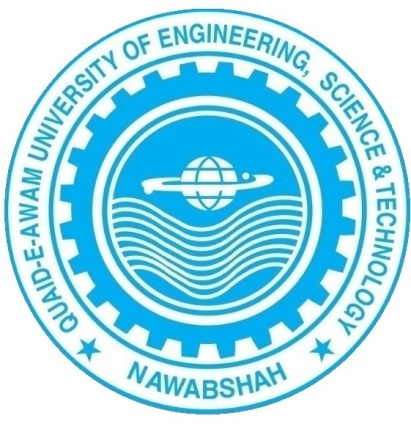 QUAID-E-AWAM UNIVERSITY OF ENGINEERING, SCIENCE & TECHNOLOGY
NAWABSHAH